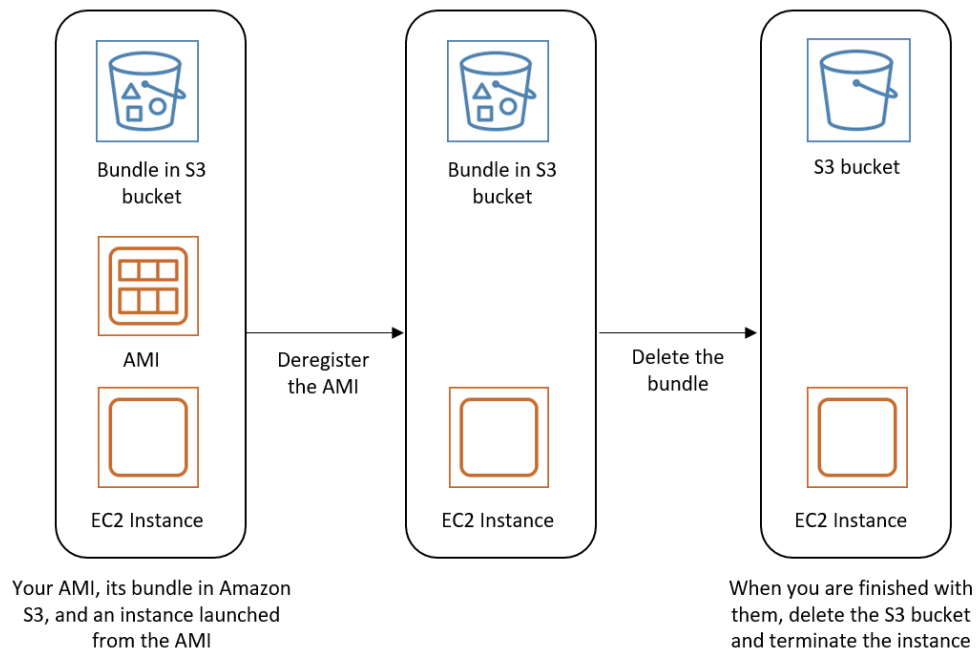 Bundle in S3
bucket
AMI
EC2 Instance
Your AMI, its bundle in Amazon
S3, and an instance launched
from the AMI
Deregister
the AMI
Bundle in S3
bucket
EC2 Instance
Delete the
bundle
S3 bucket
EC2 Instance
When you are finished with
them, delete the S3 bucket
and terminate the instance